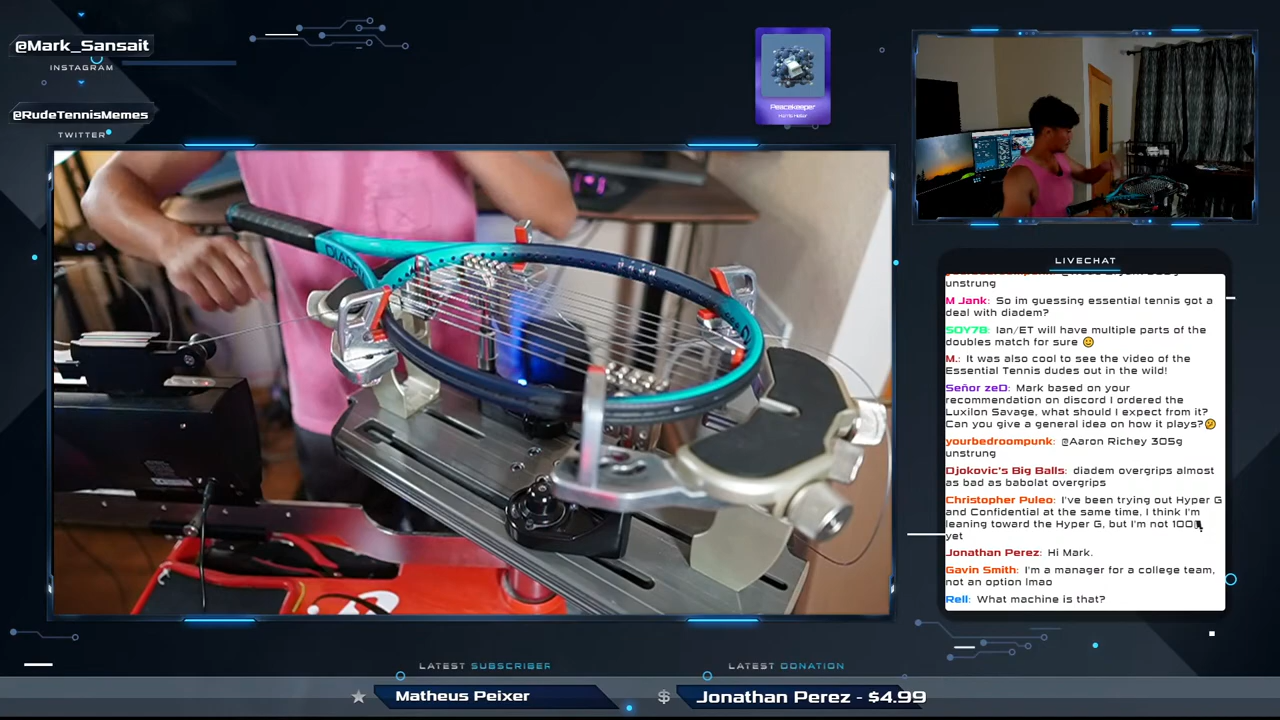 @Mark_Sansait
INSTAGRAM
@RudeTennisMemes
TWITTER
Peacekeeper
DIADEM
LIVECHAT
unstrung
M Jank: So im guessing essential tennis got a
deal with diadem?
SOY78: Ian/ET will have multiple parts of the
doubles match for sure
M.: It was also cool to see the video of the
Essential Tennis dudes out in the wild!
Señor zeD: Mark based on your
recommendation on discord I ordered the
Luxilon Savage, what should I expect from it?
Can you give a general idea on how it plays?
yourbedroompunk: @Aaron Richey 305g
unstrung
Djokovic's Big Balls: diadem overgrips almost
as bad as babolat overgrips
Christopher Puleo: I've been trying out Hyper G
and Confidential at the same time, I think I'm
leaning toward the Hyper G, but I'm not 100%
yet
Jonathan Perez: Hi Mark.
Gavin Smith: I'm a manager for a college team,
not an option lmao
Rell: What machine is that?
LATEST SUBSCRIBER
LATEST DONATION
Matheus Peixer
$ Jonathan Perez - $4.99